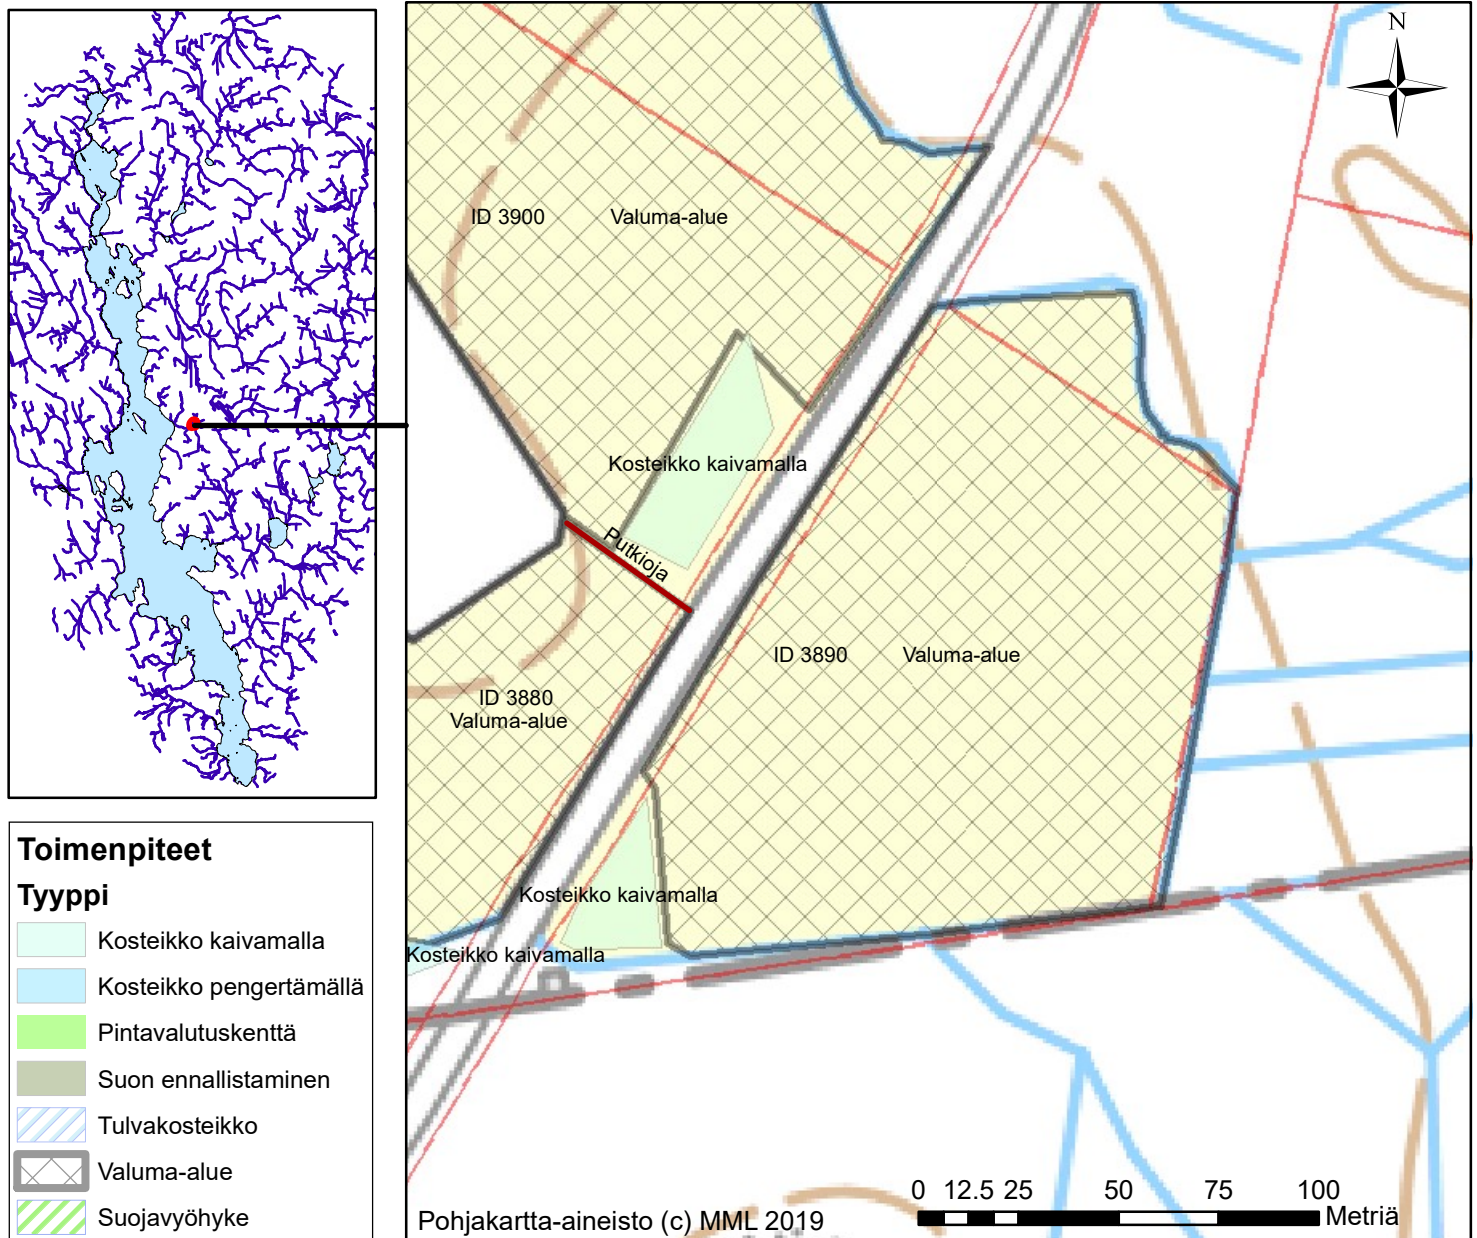 N
ID 3900
Valuma-alue
Kosteikko kaivamalla
Putkioja
ID 3890
Valuma-alue
ID 3880
Valuma-alue
Kosteikko kaivamalla
Kosteikko kaivamalla
Toimenpiteet
Tyyppi
Kosteikko kaivamalla
Kosteikko pengertämällä
Pintavalutuskenttä
Suon ennallistaminen
Tulvakosteikko
Valuma-alue
Suojavyöhyke
0 12.5 25 50 75 100
Metriä
Pohjakartta-aineisto (c) MML 2019